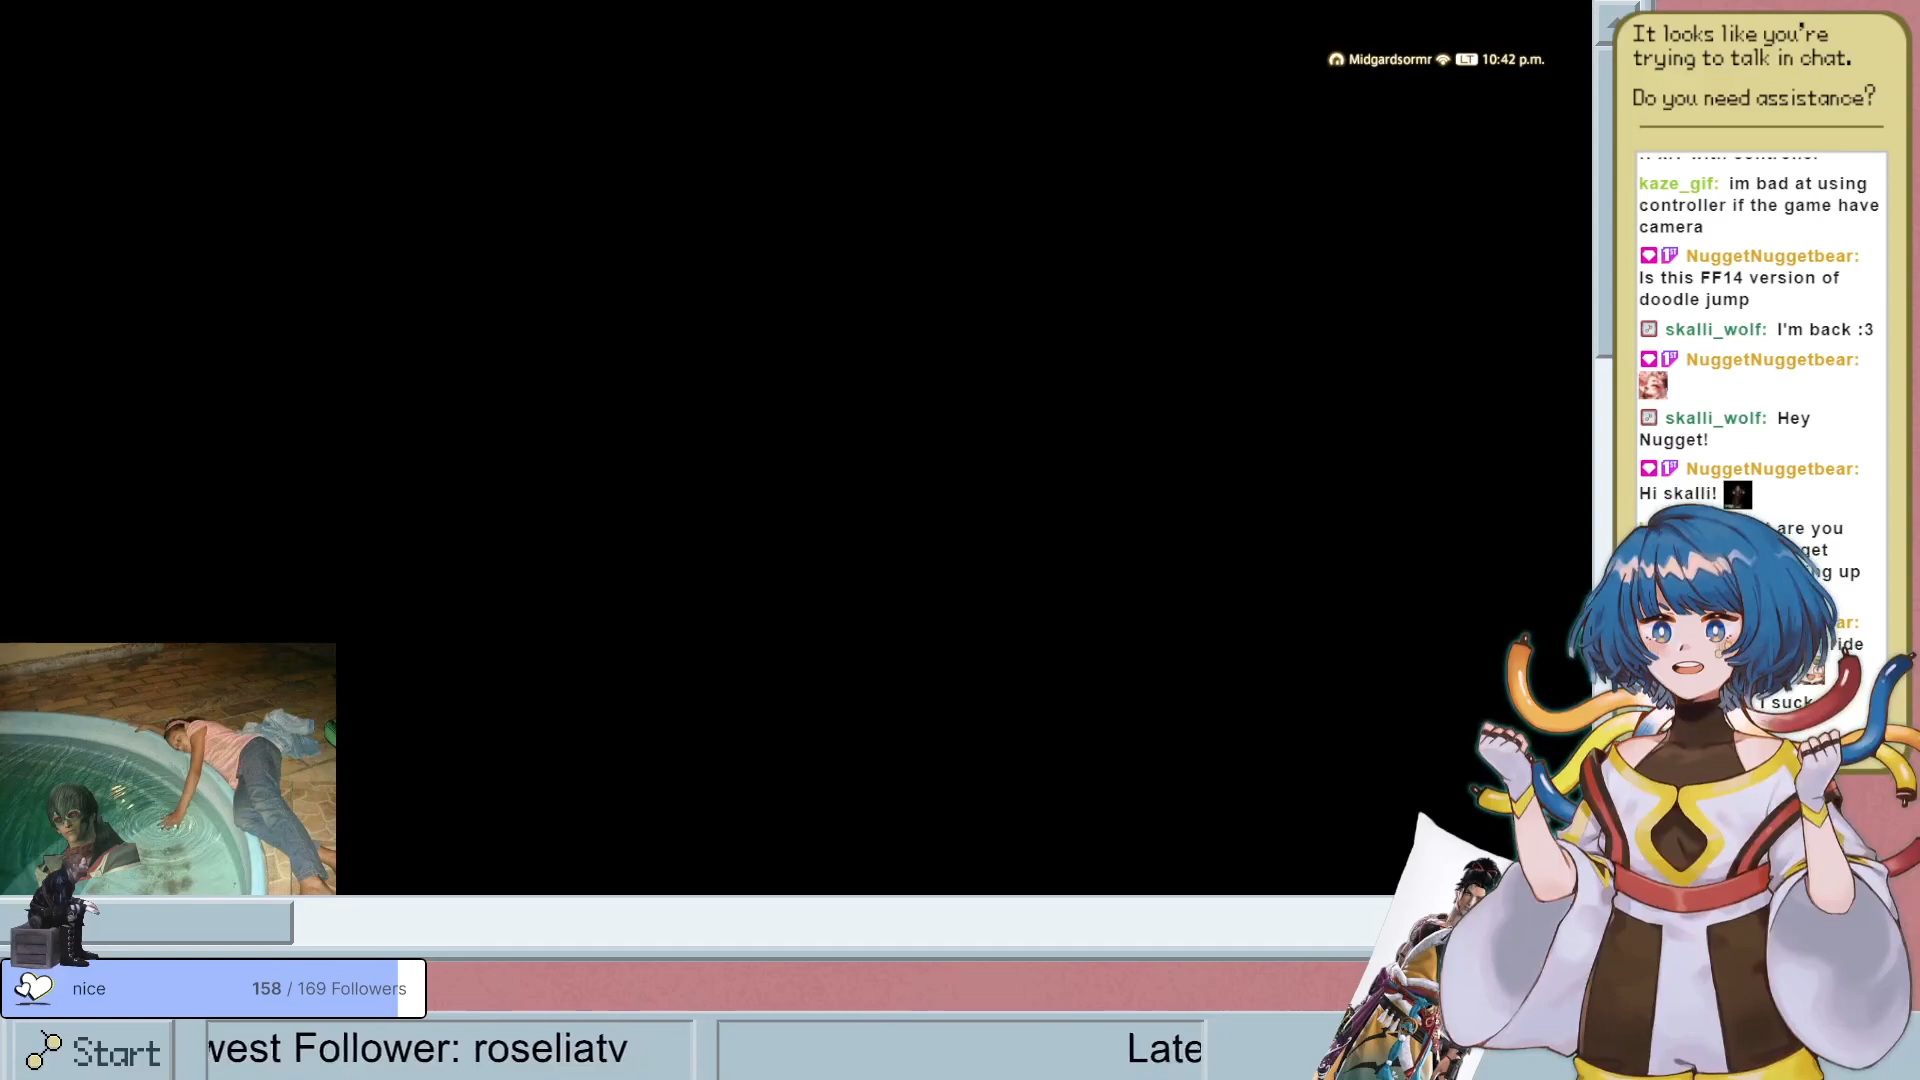 Midgardsormr LT 10:42 p.m.
It looks like you're
trying to talk in chat.
Do you need assistance?
kaze_gif: im bad at using
controller if the game have
camera
NuggetNuggetbear:
Is this FF14 version of
doodle jump
skalli_wolf: I'm back :3
NuggetNuggetbear:
skalli_wolf: Hey
Nugget!
NuggetNuggetbear:
Hi skalli!
are you
up
I suck
nice 158 / 169 Followers
Start
west Follower: roseliatv
Late